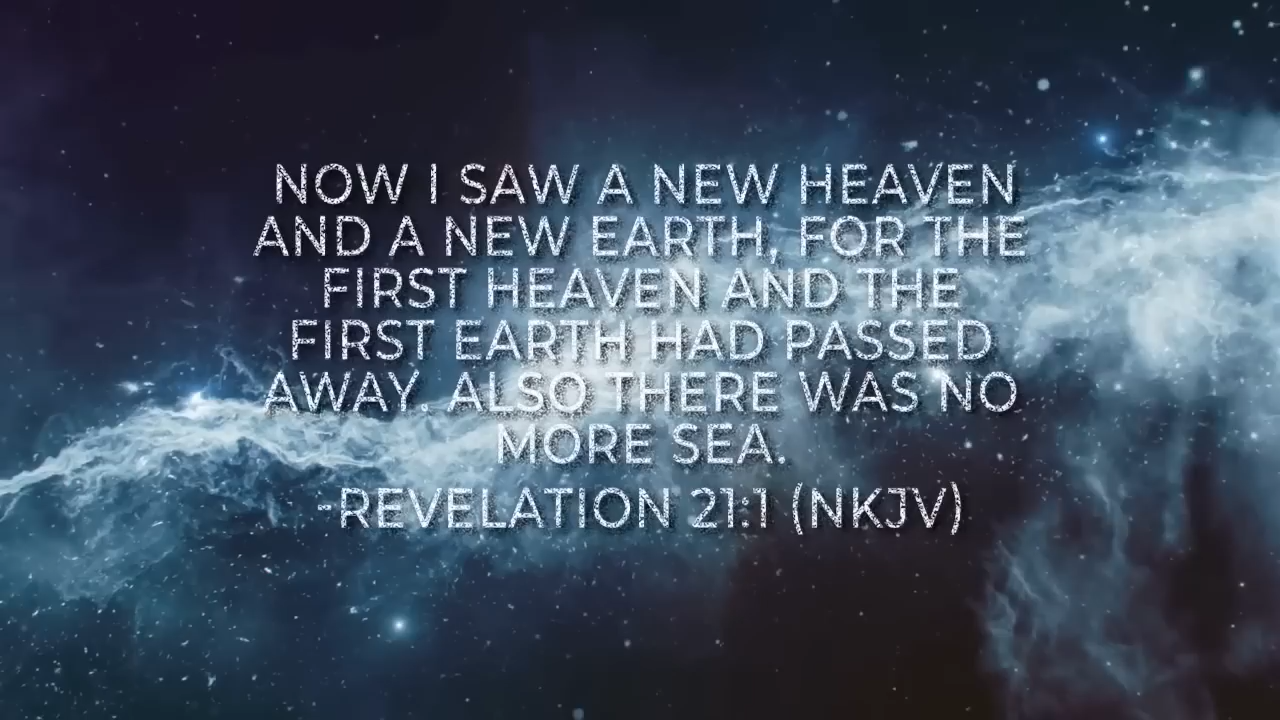 NOW I SAW A NEW HEAVEN
AND A NEW EARTH, FOR THE
FIRST HEAVEN AND THE
FIRST EARTH HAD PASSED
AWAY. ALSO THERE WAS NO
MORE SEA.
-REVELATION 21:1 (NKJV)